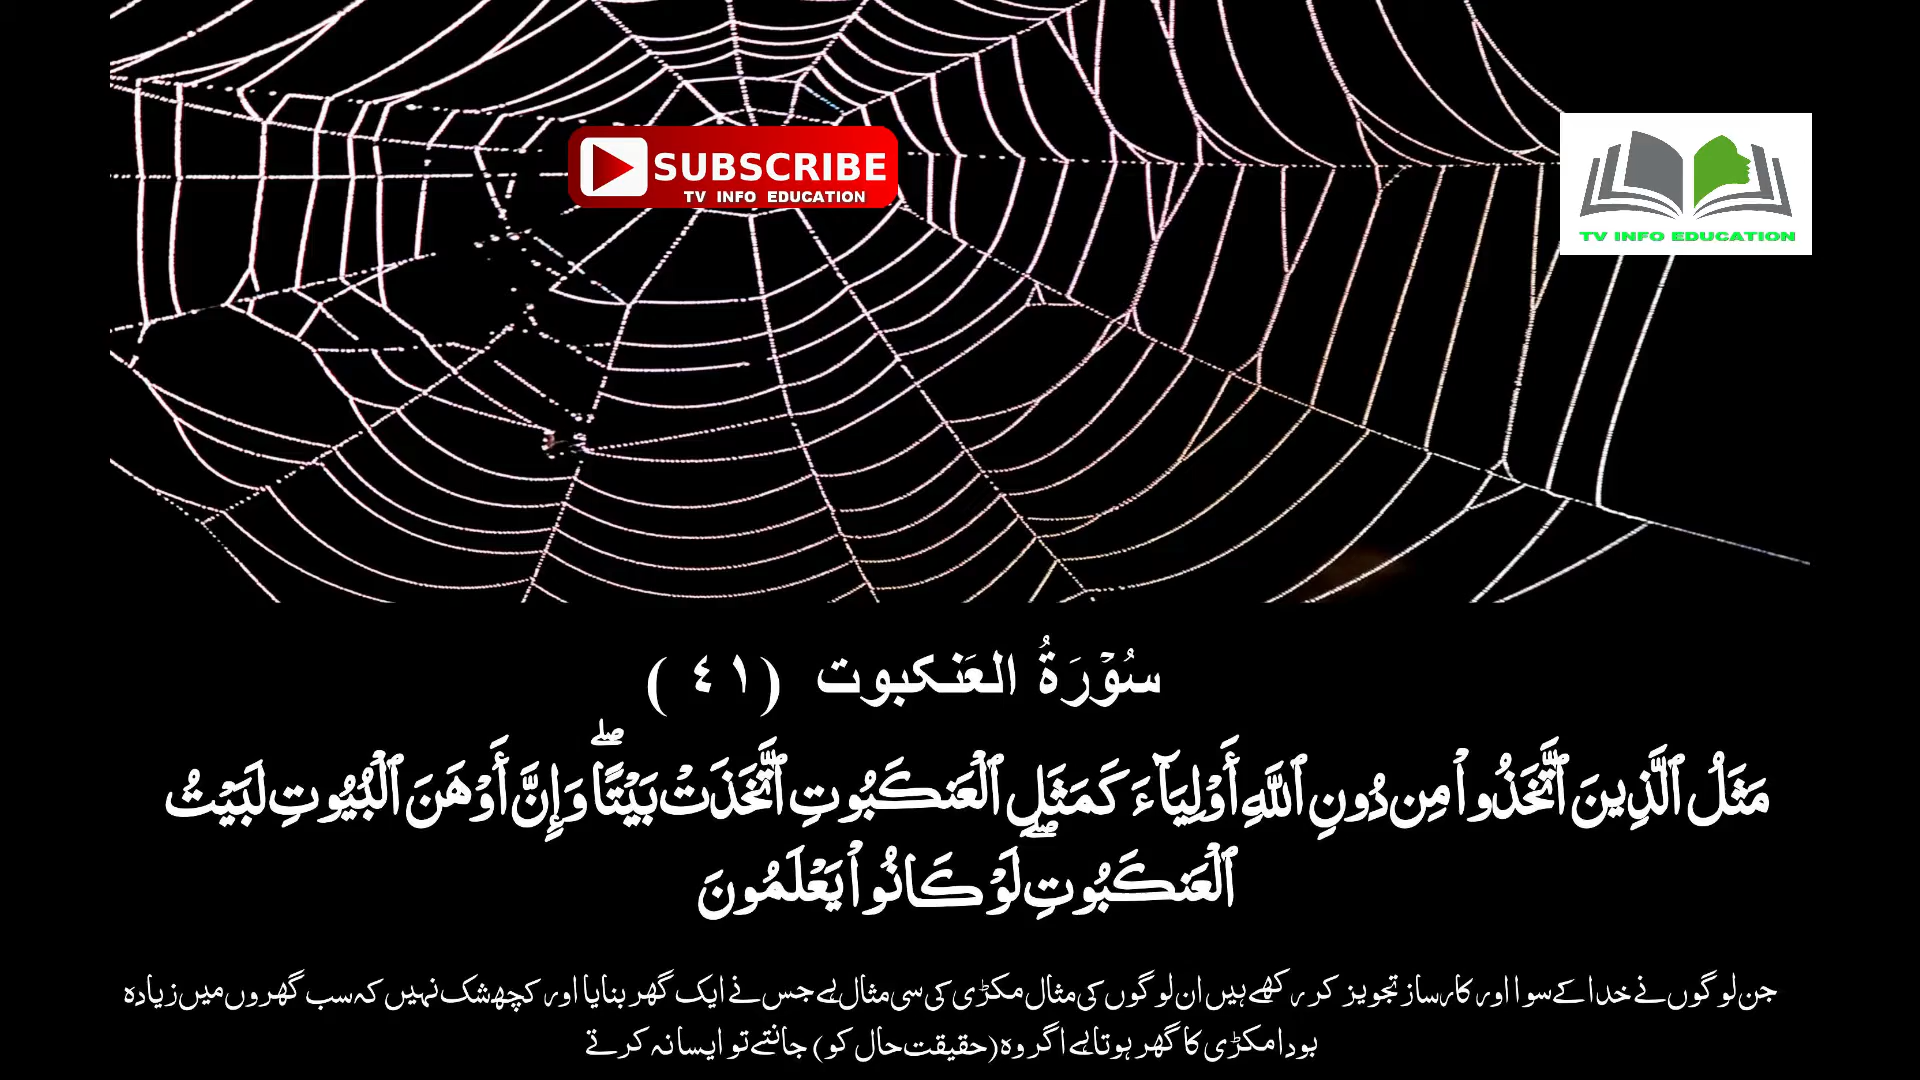 SUBSCRIBE
TV INFO EDUCATION
TV INFO EDUCATION
سُوۡرَةُ العَنكبوت (٤١)
مَثَلُ ٱلَّذِينَ ٱتَّخَذُواْ مِن دُونِ ٱللَّهِ أَوۡلِيَآءَ كَمَثَلِ ٱلۡعَنكَبُوتِ ٱتَّخَذَتۡ بَيۡتٗاۖ وَإِنَّ أَوۡهَنَ ٱلۡبُيُوتِ لَبَيۡتُ
ٱلۡعَنكَبُوتِۖ لَوۡ كَانُواْ يَعۡلَمُونَ
جن لوگوں نے خدا کے سوا اور کارساز تجویز کر رکھے ہیں ان لوگوں کی مثال مکڑی کی سی مثال ہے جس نے ایک گھر بنایا اور کچھ شک نہیں کہ سب گھروں میں زیادہ
بودا مکڑی کا گھر ہوتا ہے اگر وہ (حقیقت حال کو) جانتے تو ایسا نہ کرتے